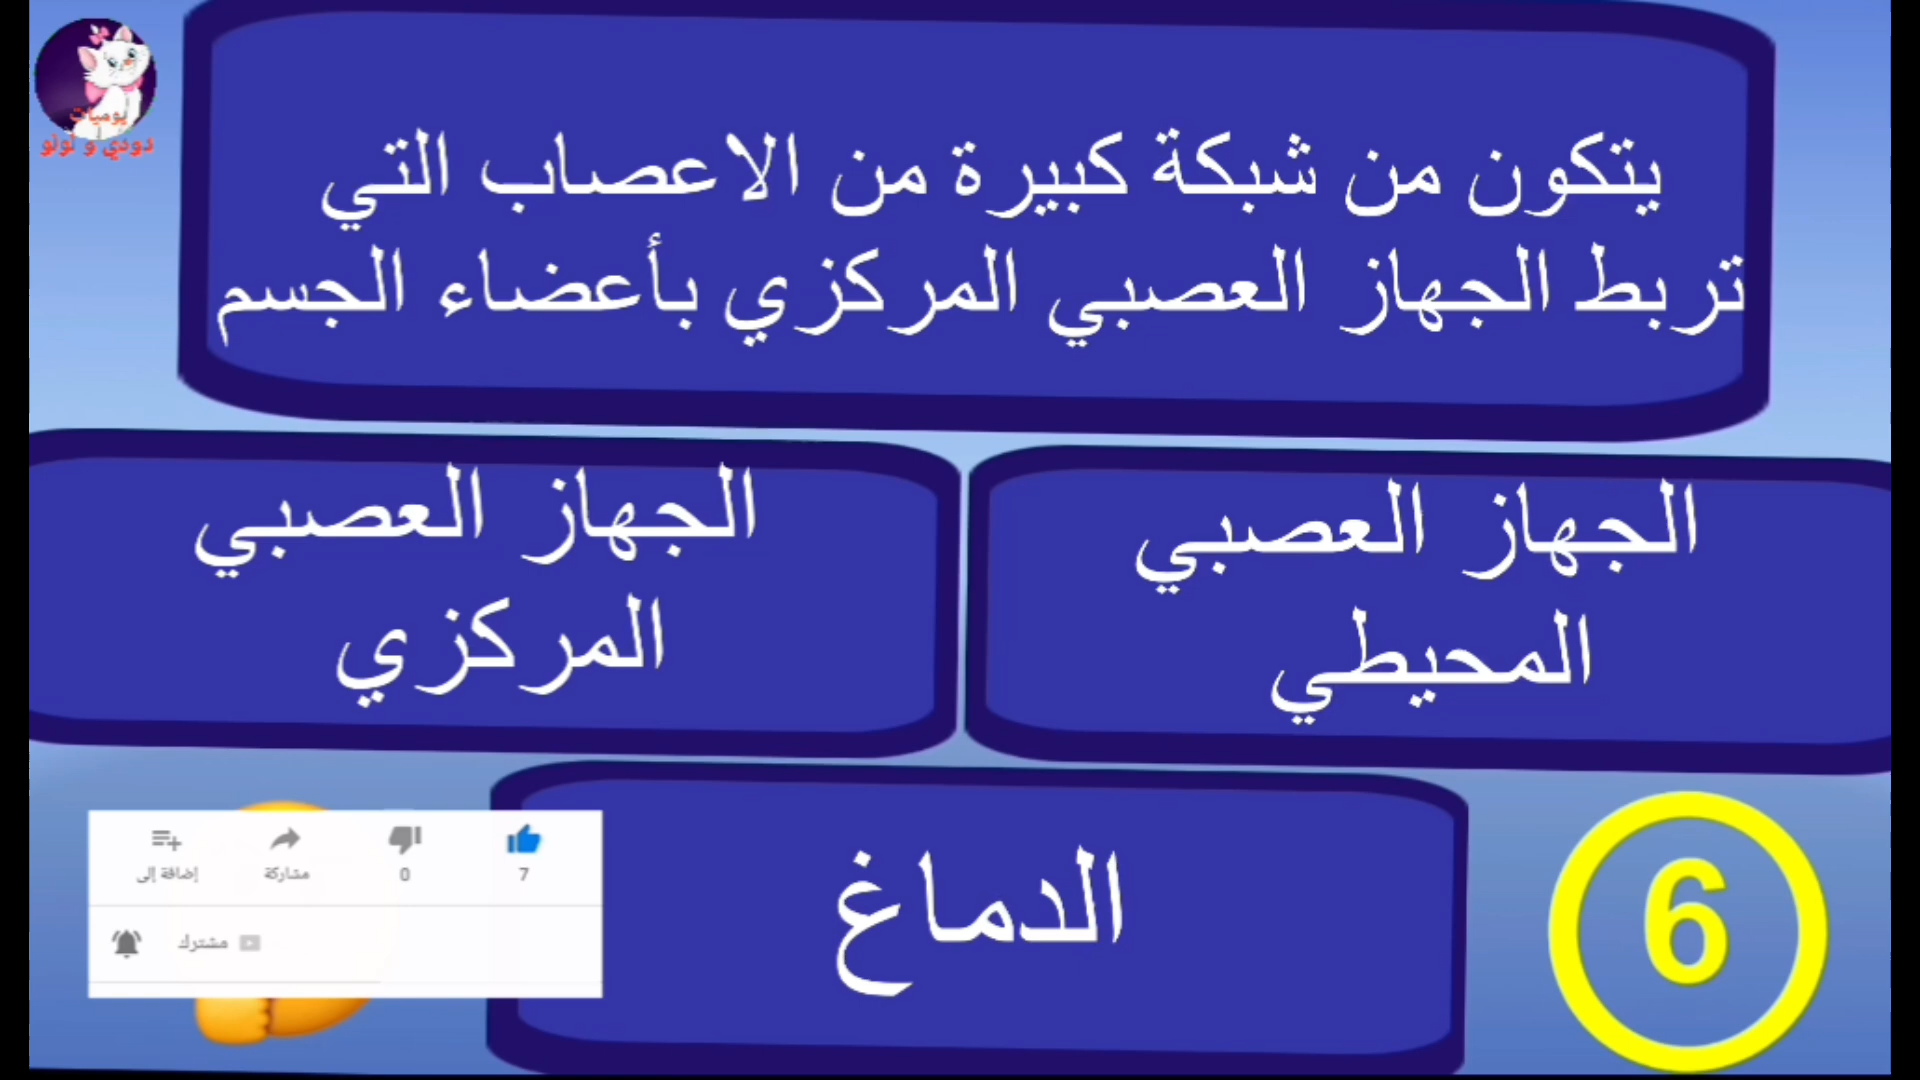 يوميات
دودي و لولو
يتكون من شبكة كبيرة من الاعصاب التي
تربط الجهاز العصبي المركزي بأعضاء الجسم
الجهاز العصبي
المحيطي
الجهاز العصبي
المركزي
الدماغ
6
7
0
مشاركة
إضافة إلى
مشترك